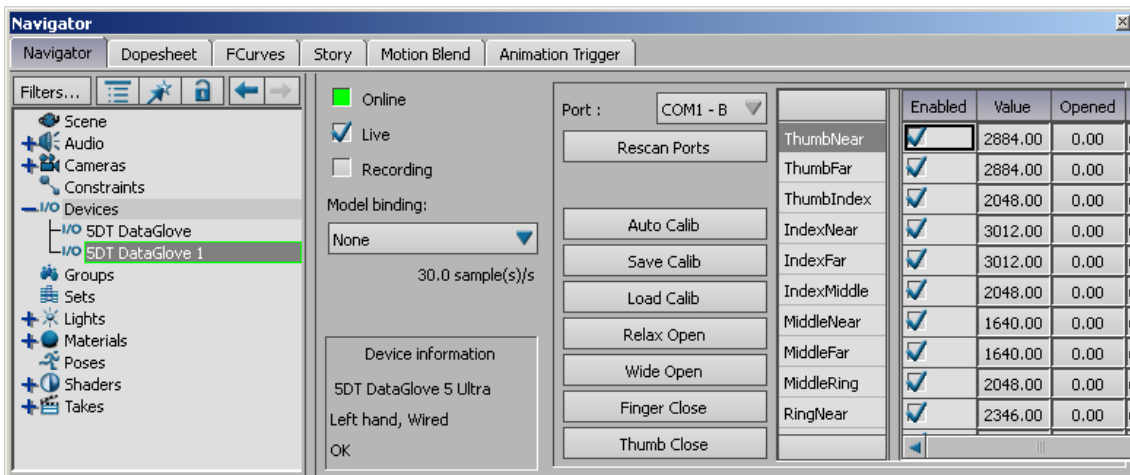 Navigator
Navigator Dopesheet FCurves Story Motion Blend Animation Trigger
Filters...
Scene
Audio
Cameras
Constraints
I/O Devices
I/O 5DT DataGlove
I/O 5DT DataGlove 1
Groups
Sets
Lights
Materials
Poses
Shaders
Takes
Online
Live
Recording
Model binding:
None
30.0 sample(s)/s
Device information
5DT DataGlove 5 Ultra
Left hand, Wired
OK
Port : COM1 - B
Rescan Ports
Auto Calib
Save Calib
Load Calib
Relax Open
Wide Open
Finger Close
Thumb Close
Enabled Value Opened
ThumbNear 2884.00 0.00
ThumbFar 2884.00 0.00
ThumbIndex 2048.00 0.00
IndexNear 3012.00 0.00
IndexFar 3012.00 0.00
IndexMiddle 2048.00 0.00
MiddleNear 1640.00 0.00
MiddleFar 1640.00 0.00
MiddleRing 2048.00 0.00
RingNear 2346.00 0.00